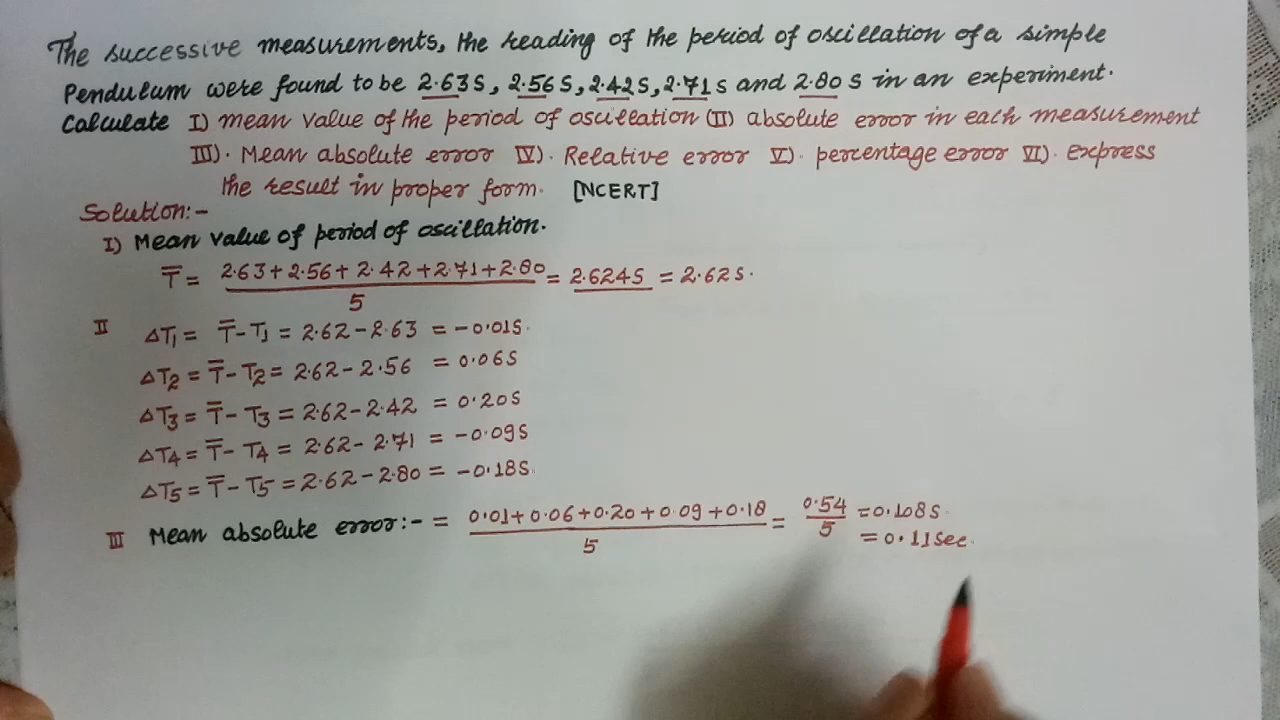 The successive measurements, the reading of the period of oscillation of a simple
Pendulum were found to be 2.63S, 2.56S, 2.42S, 2.71s and 2.80 S in an experiment.
Calculate I) mean value of the period of oscillation (II) absolute error in each measurement
III). Mean absolute error IV). Relative error V). percentage error VI). express
the result in proper form. [NCERT]
Solution:-
I) Mean value of period of oscillation.
T̅ = (2.63+2.56+2.42+2.71+2.80)/5 = 2.624S = 2.62S.
II ΔT1 = T̅-T1 = 2.62-2.63 = -0.01S.
ΔT2 = T̅-T2 = 2.62-2.56 = 0.06S
ΔT3 = T̅-T3 = 2.62-2.42 = 0.20S
ΔT4 = T̅-T4 = 2.62-2.71 = -0.09S
ΔT5 = T̅-T5 = 2.62-2.80 = -0.18S.
III Mean absolute error:- = (0.01+0.06+0.20+0.09+0.18)/5 = 0.54/5 = 0.108S.
= 0.11Sec.